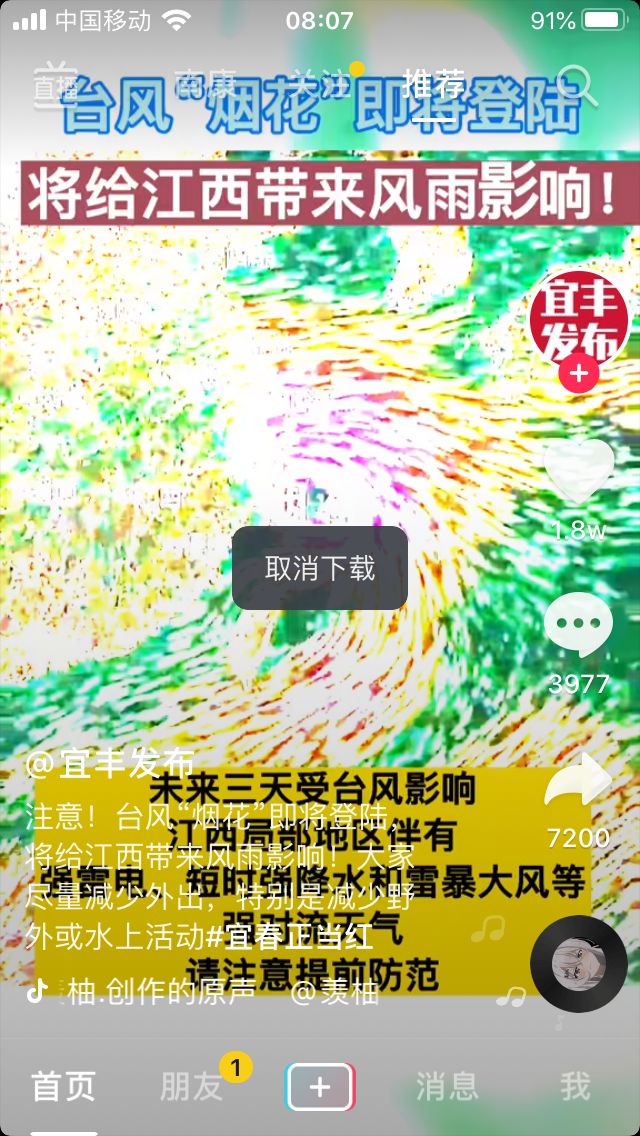 中国移动
08:07
91%
直播
南康
关注
推荐
台风“烟花”即将登陆
将给江西带来风雨影响！
宜丰
发布
1.8w
取消下载
3977
7200
@宜丰发布
注意！台风“烟花”即将登陆，
将给江西带来风雨影响！大家
尽量减少外出，特别是减少野
外或水上活动#宜春正当红
未来三天受台风影响
江西局部地区伴有
强雷电、短时强降水和雷暴大风等
强对流天气
请注意提前防范
柚.创作的原声 @羡柚
首页
朋友
1
消息
我